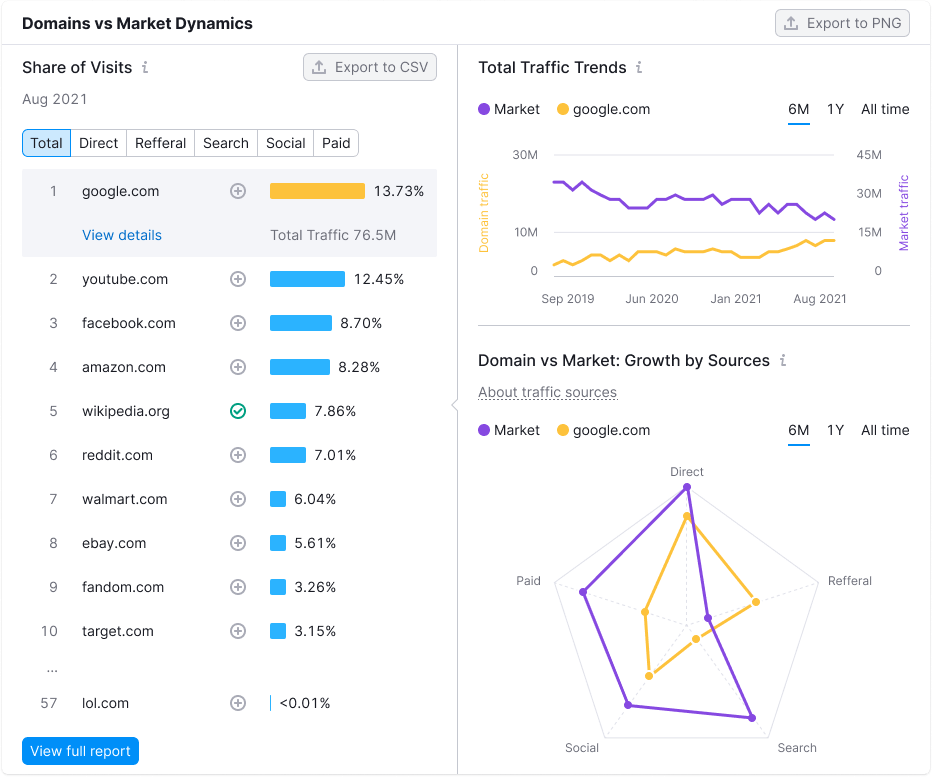 Domains vs Market Dynamics
Export to PNG
Share of Visits
Export to CSV
Aug 2021
Total Direct Refferal Search Social Paid
1 google.com 13.73%
View details Total Traffic 76.5M
2 youtube.com 12.45%
3 facebook.com 8.70%
4 amazon.com 8.28%
5 wikipedia.org 7.86%
6 reddit.com 7.01%
7 walmart.com 6.04%
8 ebay.com 5.61%
9 fandom.com 3.26%
10 target.com 3.15%
...
57 lol.com <0.01%
View full report
Total Traffic Trends
Market google.com 6M 1Y All time
30M 45M
30M
10M 15M
0 0
Domain traffic
Market traffic
Sep 2019 Jun 2020 Jan 2021 Aug 2021
Domain vs Market: Growth by Sources
About traffic sources
Market google.com 6M 1Y All time
Direct
Paid Refferal
Social Search